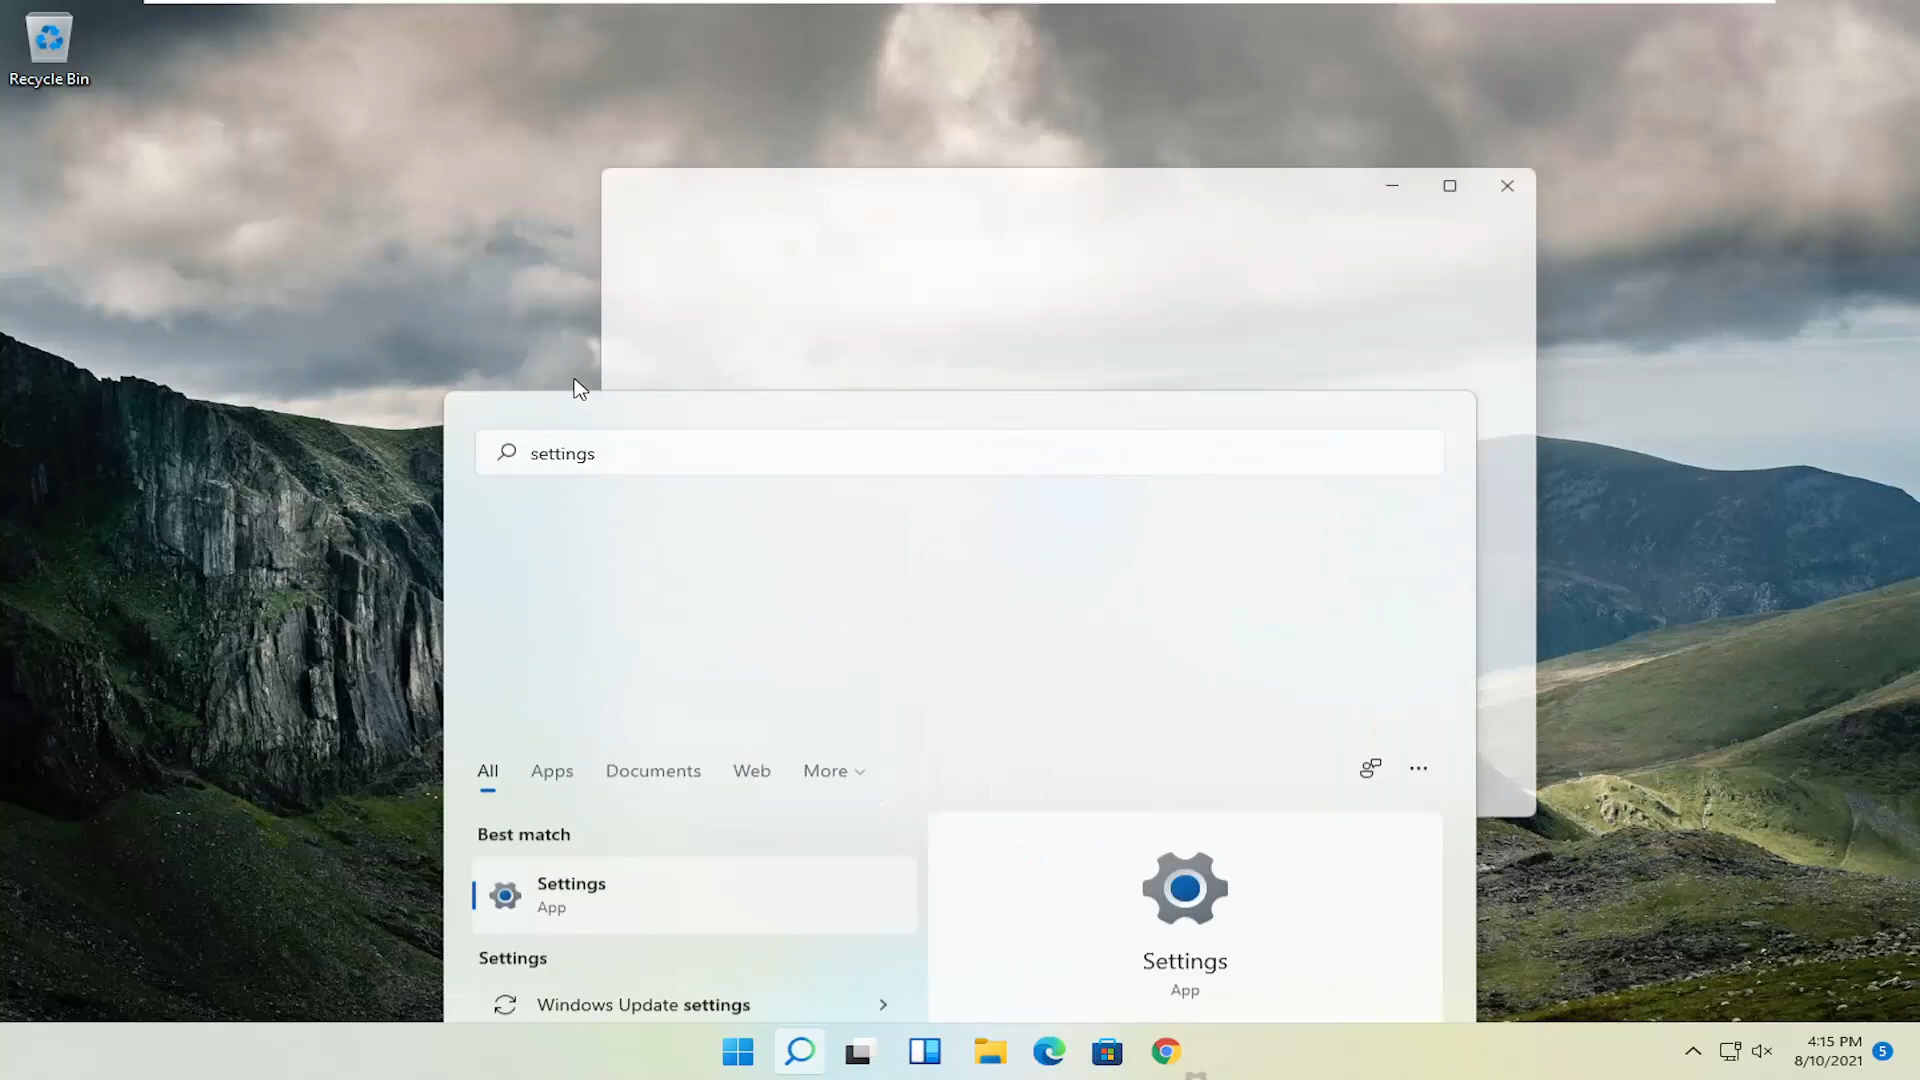 Recycle Bin
settings
All Apps Documents Web More
Best match
Settings
App
Settings
Windows Update settings
Settings
App
4:15 PM
8/10/2021
5